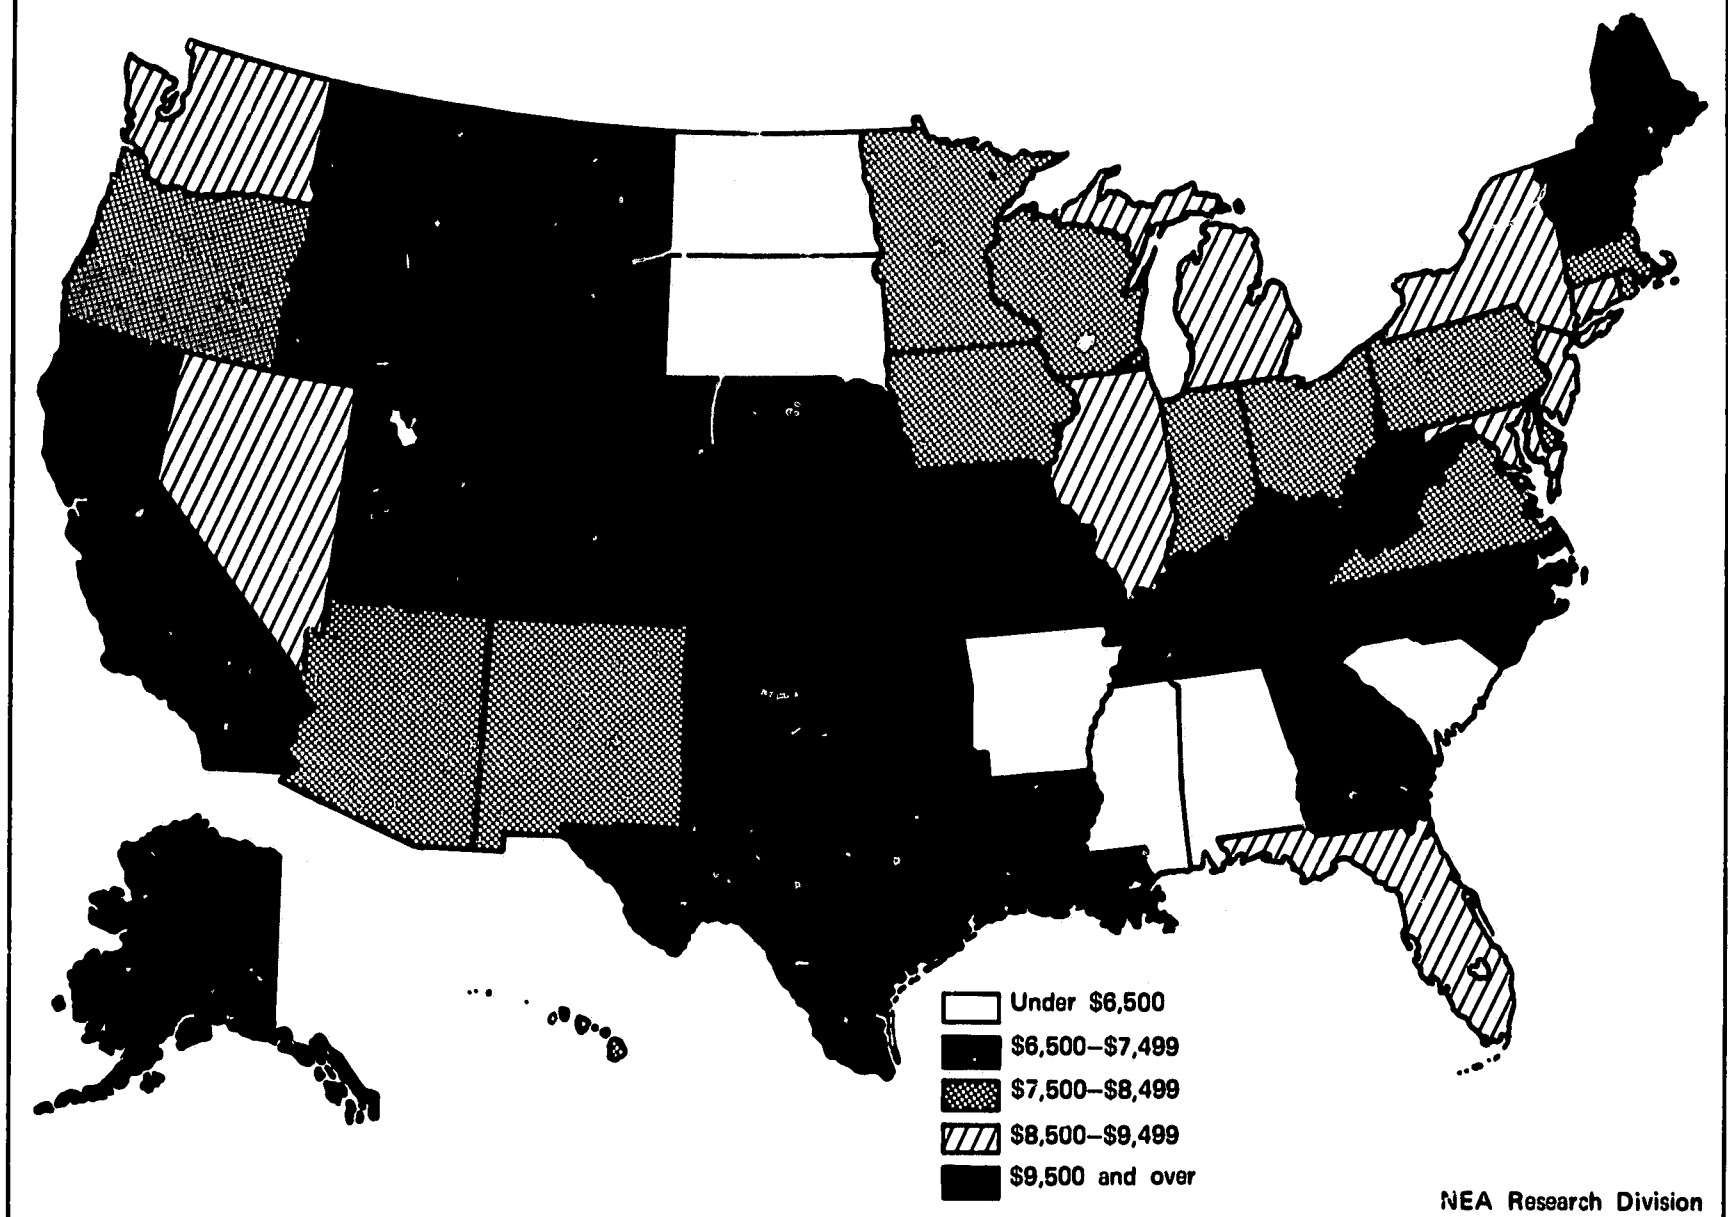 Under $6,500
$6,500–$7,499
$7,500–$8,499
$8,500–$9,499
$9,500 and over
NEA Research Division